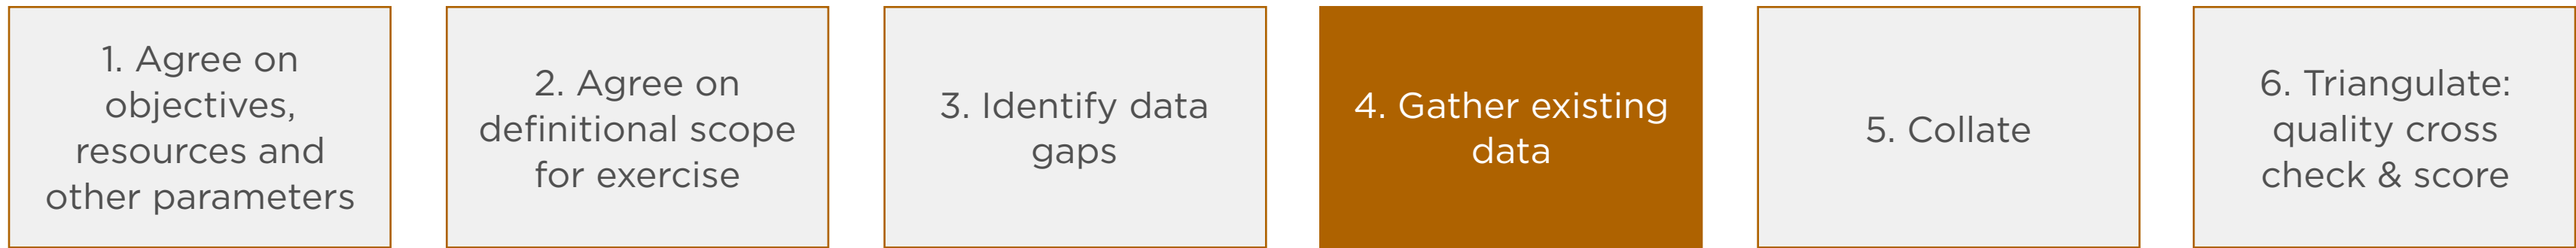 1. Agree on
objectives,
resources and
other parameters
2. Agree on
definitional scope
for exercise
3. Identify data
gaps
4. Gather existing
data
5. Collate
6. Triangulate:
quality cross
check & score